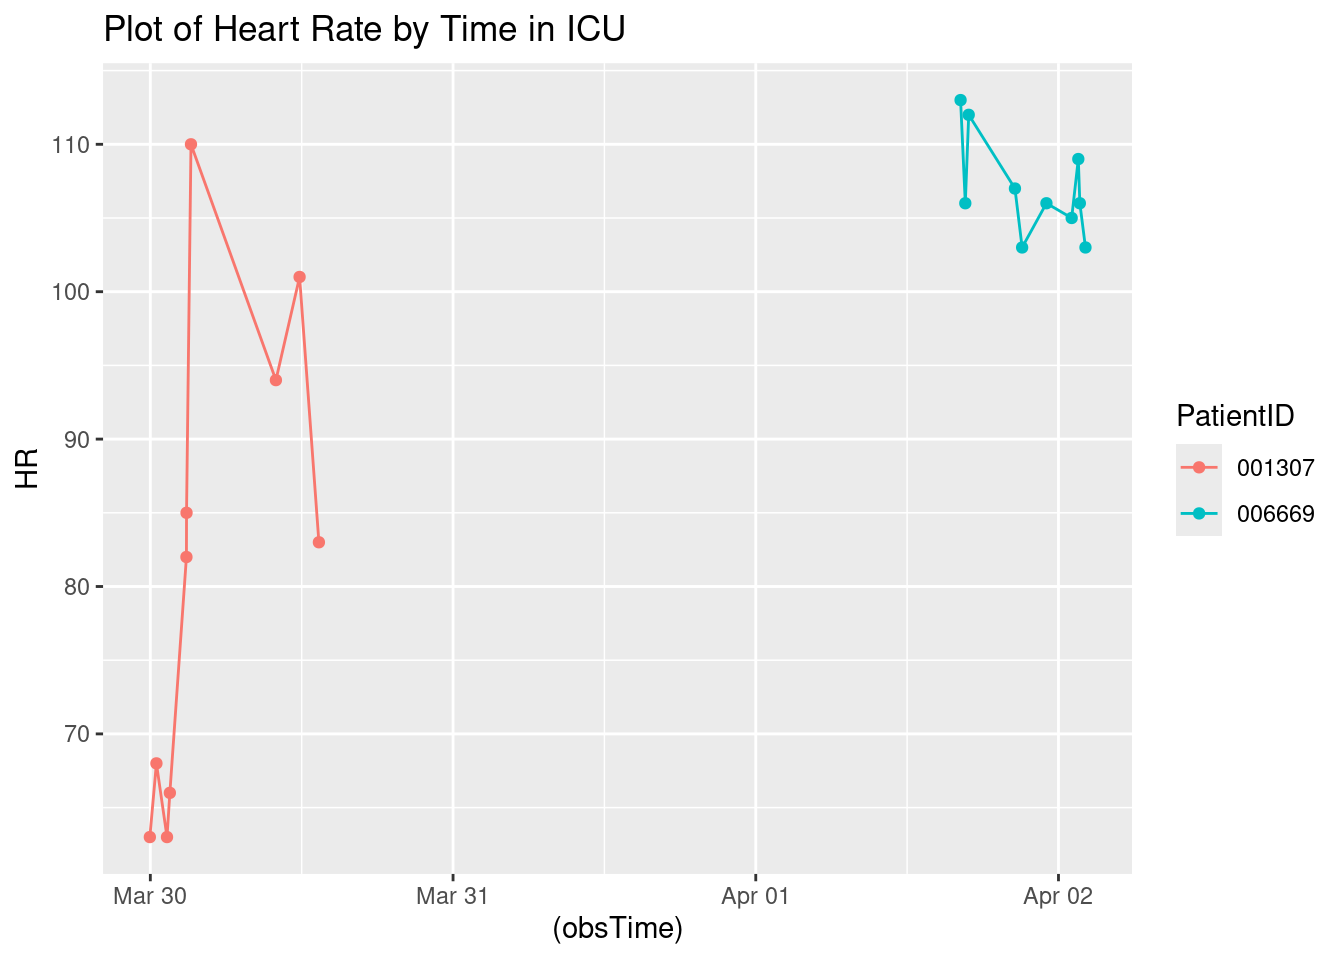 Plot of Heart Rate by Time in ICU
HR
110
100
90
80
70
Mar 30
Mar 31
Apr 01
Apr 02
(obsTime)
PatientID
001307
006669